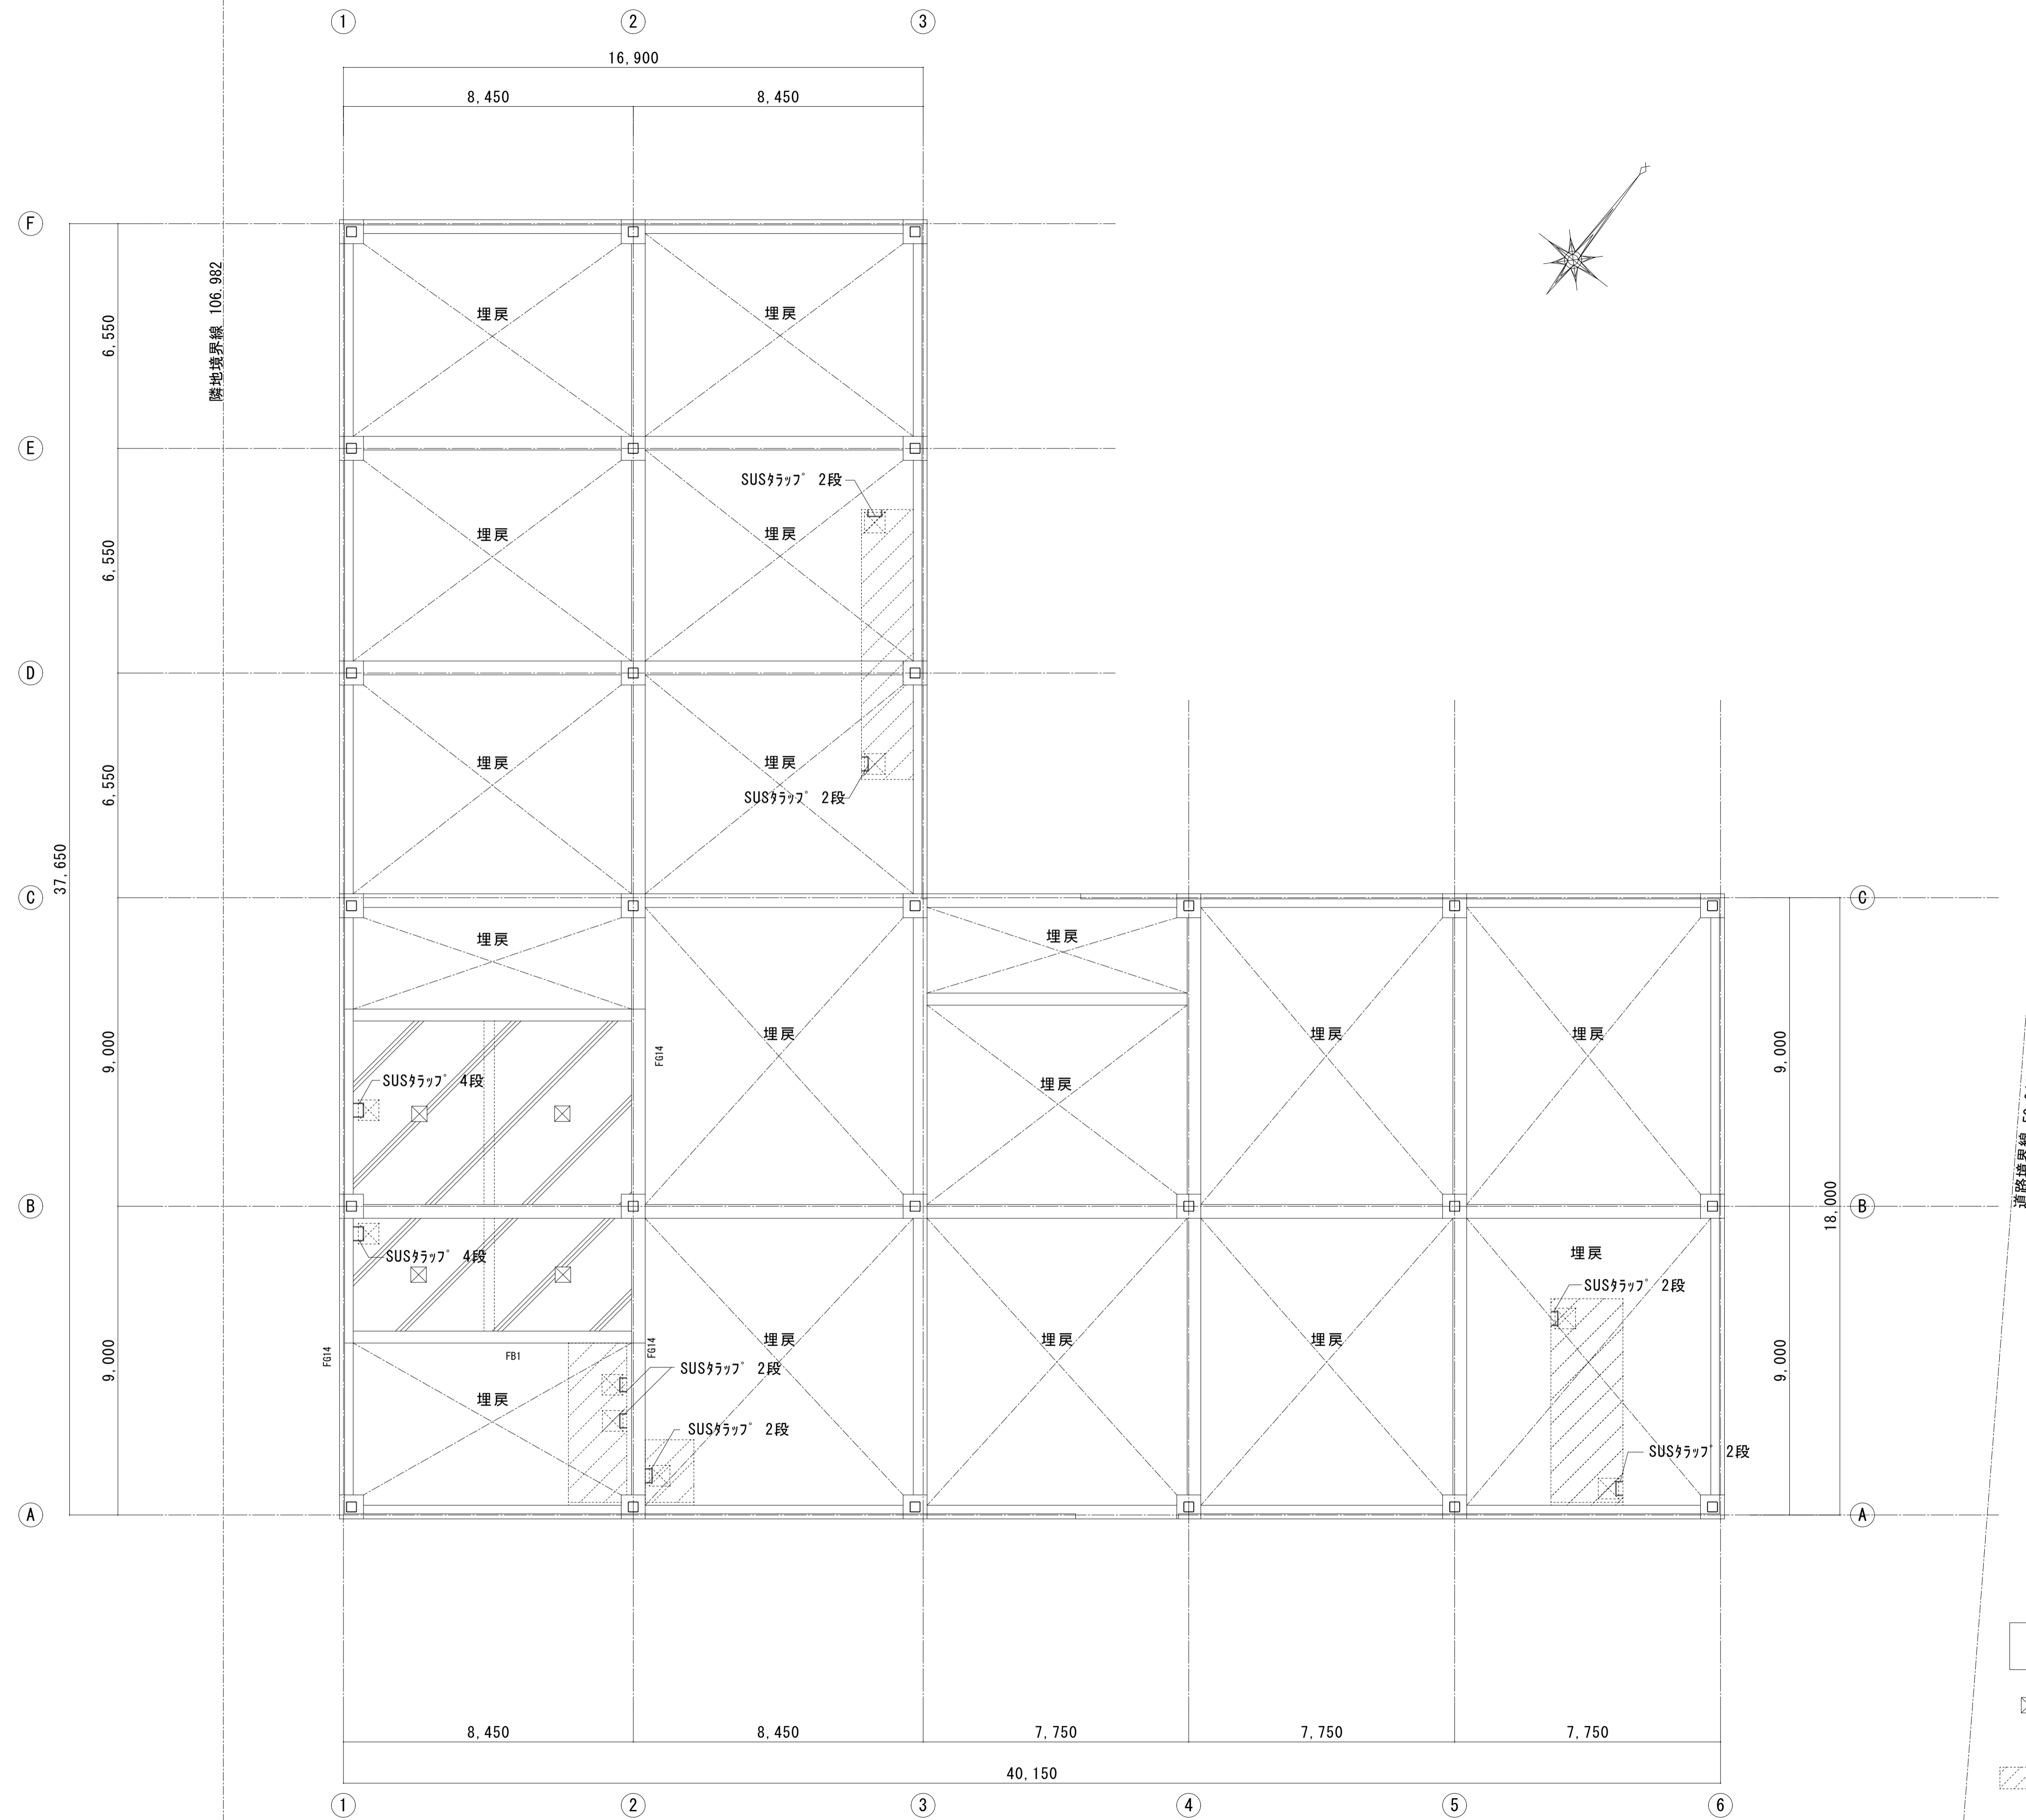 1
2
3
16,900
8,450
8,450
F
隣地境界線 106.982
6,550
埋戻
埋戻
E
SUSﾀﾗｯﾌﾟ 2段
埋戻
埋戻
6,550
D
埋戻
埋戻
6,550
SUSﾀﾗｯﾌﾟ 2段
37,650
C
C
埋戻
埋戻
埋戻
埋戻
埋戻
9,000
FG14
9,000
SUSﾀﾗｯﾌﾟ 4段
埋戻
道路境界線
B
18,000
B
SUSﾀﾗｯﾌﾟ 4段
埋戻
SUSﾀﾗｯﾌﾟ 2段
埋戻
埋戻
埋戻
9,000
FG14
FB1
FG14
9,000
SUSﾀﾗｯﾌﾟ 2段
埋戻
SUSﾀﾗｯﾌﾟ 2段
SUSﾀﾗｯﾌﾟ 2段
A
A
8,450
8,450
7,750
7,750
7,750
40,150
1
2
3
4
5
6